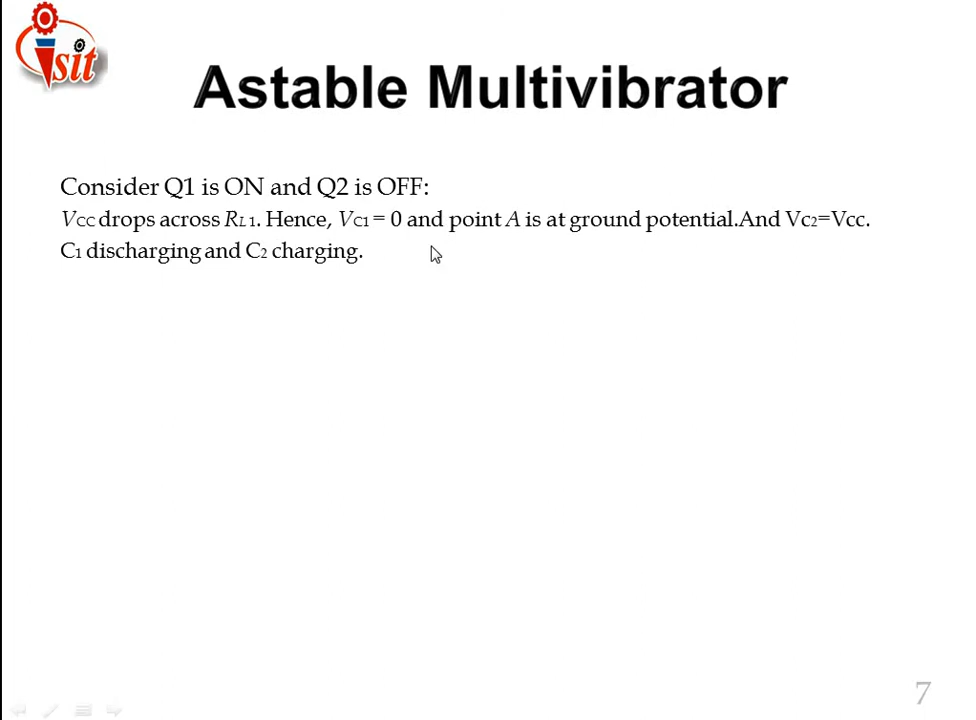 isit
Astable Multivibrator
Consider Q1 is ON and Q2 is OFF:
VCC drops across RL1. Hence, VC1 = 0 and point A is at ground potential.And Vc2=Vcc.
C1 discharging and C2 charging.
7